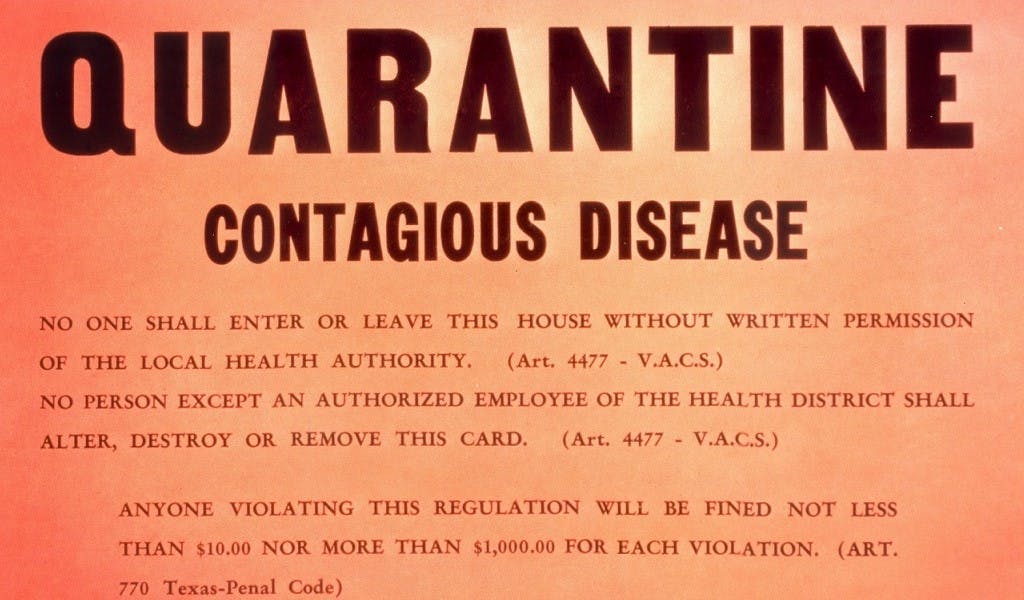 QUARANTINE
CONTAGIOUS DISEASE
NO ONE SHALL ENTER OR LEAVE THIS HOUSE WITHOUT WRITTEN PERMISSION
OF THE LOCAL HEALTH AUTHORITY. (Art. 4477 - V.A.C.S.)
NO PERSON EXCEPT AN AUTHORIZED EMPLOYEE OF THE HEALTH DISTRICT SHALL
ALTER, DESTROY OR REMOVE THIS CARD. (Art. 4477 - V.A.C.S.)
ANYONE VIOLATING THIS REGULATION WILL BE FINED NOT LESS
THAN $10.00 NOR MORE THAN $1,000.00 FOR EACH VIOLATION. (ART.
770 Texas-Penal Code)